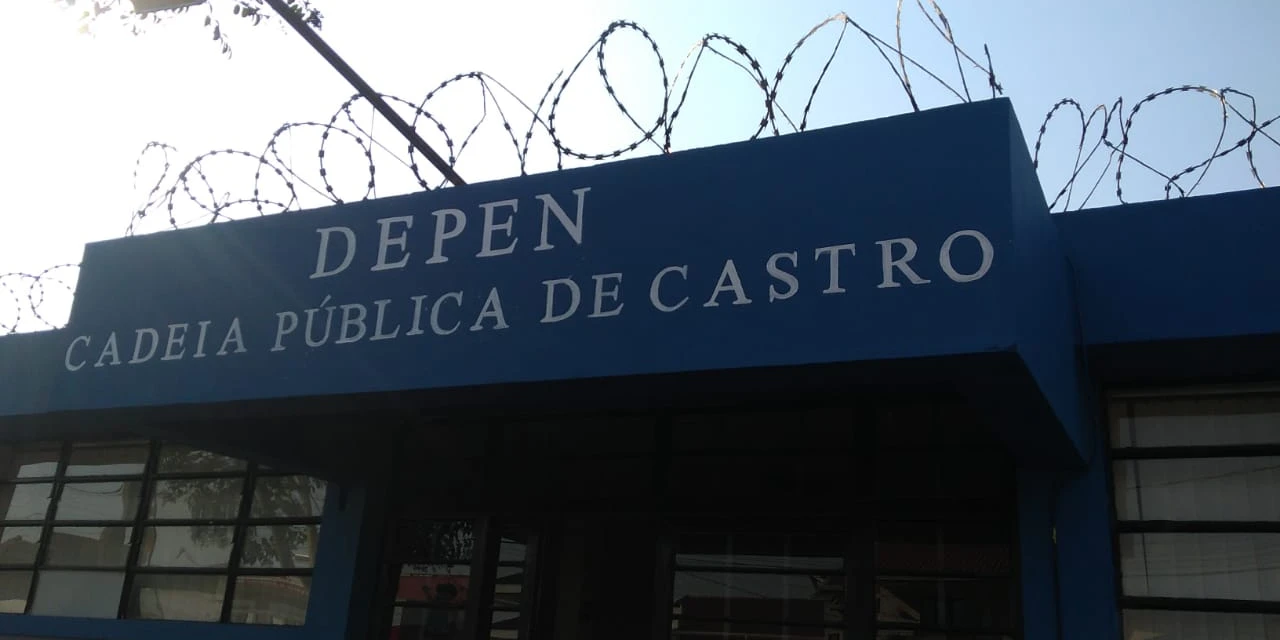 DEPEN
CADEIA PÚBLICA DE CASTRO